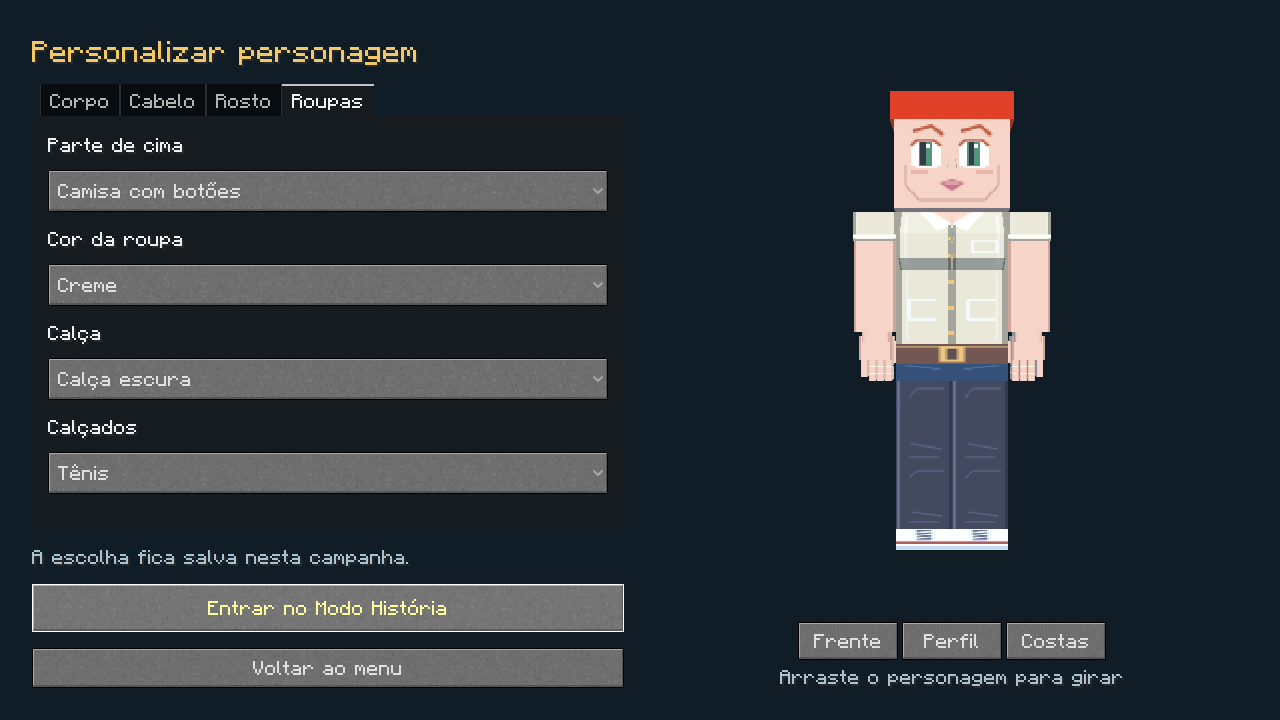 Personalizar personagem
Corpo Cabelo Rosto Roupas
Parte de cima
Camisa com botões
Cor da roupa
Creme
Calça
Calça escura
Calçados
Tênis
A escolha fica salva nesta campanha.
Entrar no Modo História
Voltar ao menu
Frente Perfil Costas
Arraste o personagem para girar